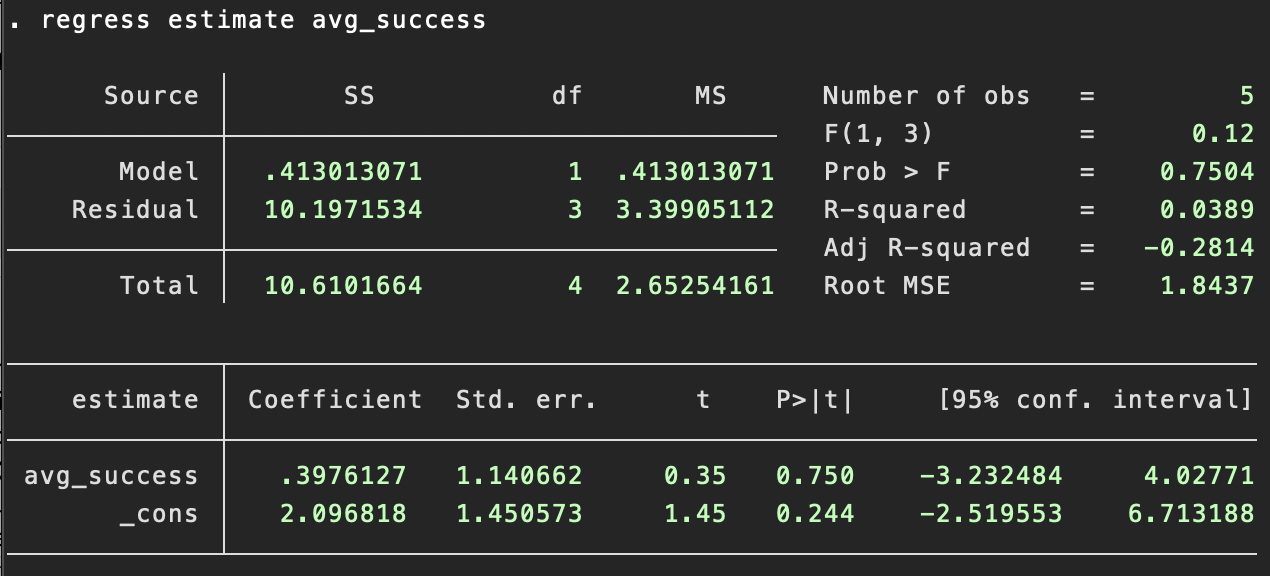 . regress estimate avg_success
Source | SS df MS Number of obs = 5
F(1, 3) = 0.12
Model | .413013071 1 .413013071 Prob > F = 0.7504
Residual | 10.1971534 3 3.39905112 R-squared = 0.0389
Adj R-squared = -0.2814
Total | 10.6101664 4 2.65254161 Root MSE = 1.8437
estimate | Coefficient Std. err. t P>|t| [95% conf. interval]
avg_success | .3976127 1.140662 0.35 0.750 -3.232484 4.02771
_cons | 2.096818 1.450573 1.45 0.244 -2.519553 6.713188